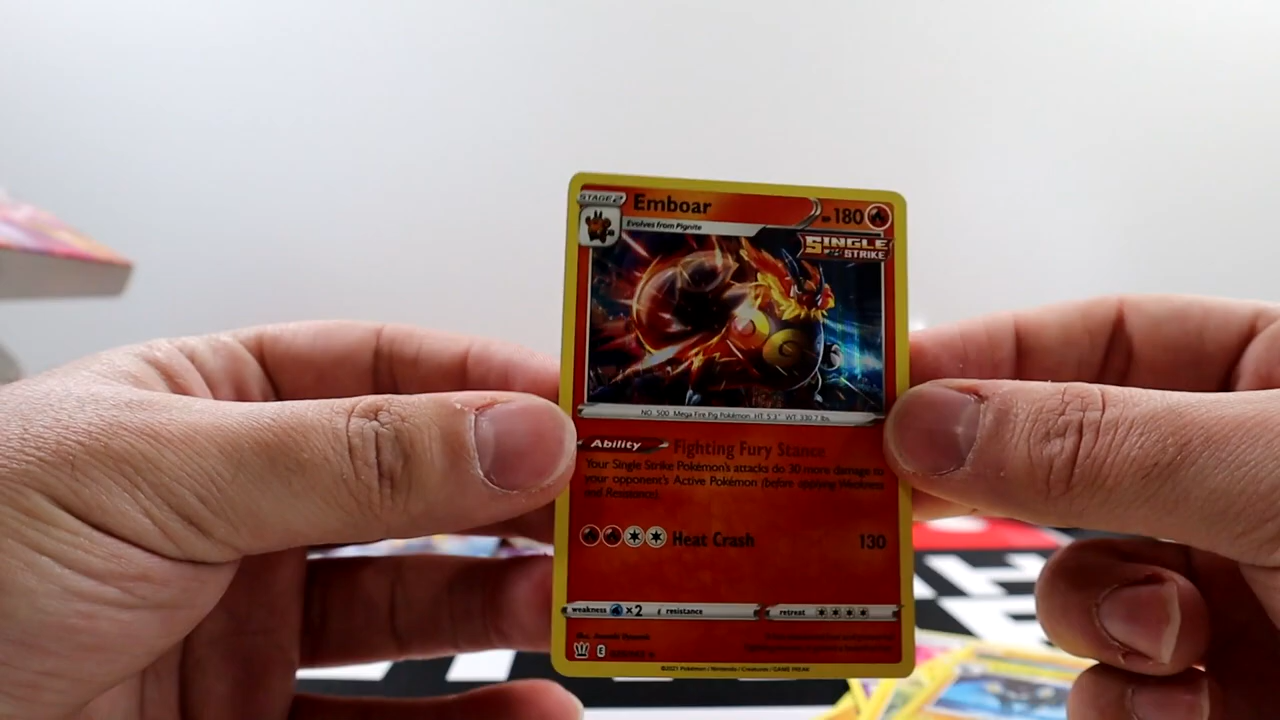 STAGE 2
Emboar
HP 180
Evolves from Pignite
SINGLE
STRIKE
NO. 500 Mega Fire Pig Pokémon HT: 5'3" WT: 330.7 lbs.
Ability
Fighting Fury Stance
Your Single Strike Pokémon's attacks do 30 more damage to
your opponent's Active Pokémon (before applying Weakness
and Resistance).
Heat Crash
130
weakness ×2 resistance retreat
E
©2021 Pokémon / Nintendo / Creatures / GAME FREAK